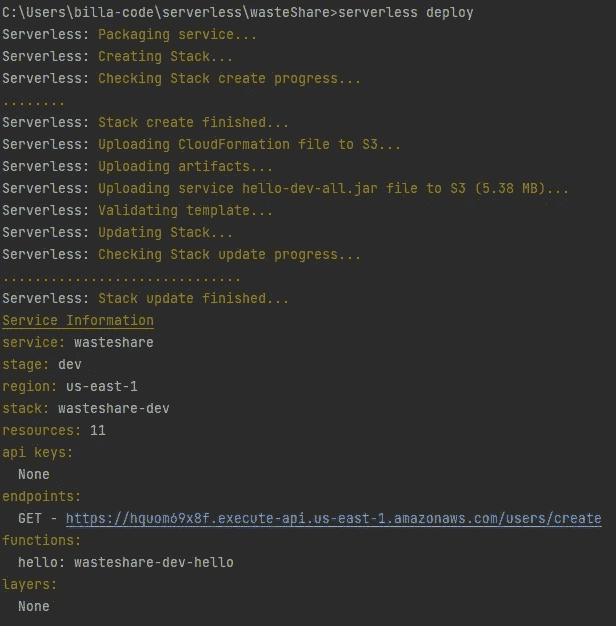 C:\Users\billa-code\serverless\wasteShare>serverless deploy
Serverless: Packaging service...
Serverless: Creating Stack...
Serverless: Checking Stack create progress...
........
Serverless: Stack create finished...
Serverless: Uploading CloudFormation file to S3...
Serverless: Uploading artifacts...
Serverless: Uploading service hello-dev-all.jar file to S3 (5.38 MB)...
Serverless: Validating template...
Serverless: Updating Stack...
Serverless: Checking Stack update progress...
..............................
Serverless: Stack update finished...
Service Information
service: wasteshare
stage: dev
region: us-east-1
stack: wasteshare-dev
resources: 11
api keys:
  None
endpoints:
  GET - https://hquom69x8f.execute-api.us-east-1.amazonaws.com/users/create
functions:
  hello: wasteshare-dev-hello
layers:
  None